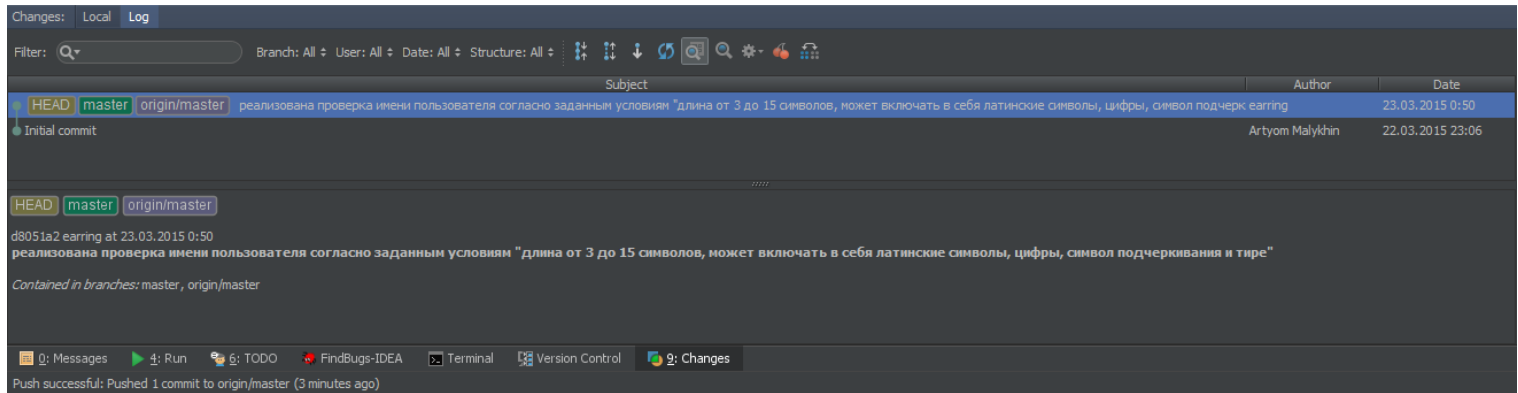 Changes: Local Log
Filter: Branch: All User: All Date: All Structure: All
Subject Author Date
HEAD master origin/master реализована проверка имени пользователя согласно заданным условиям "длина от 3 до 15 символов, может включать в себя латинские символы, цифры, символ подчерк earring 23.03.2015 0:50
Initial commit Artyom Malykhin 22.03.2015 23:06
HEAD master origin/master
d8051a2 earring at 23.03.2015 0:50
реализована проверка имени пользователя согласно заданным условиям "длина от 3 до 15 символов, может включать в себя латинские символы, цифры, символ подчеркивания и тире"
Contained in branches: master, origin/master
0: Messages 4: Run 6: TODO FindBugs-IDEA Terminal Version Control 9: Changes
Push successful: Pushed 1 commit to origin/master (3 minutes ago)